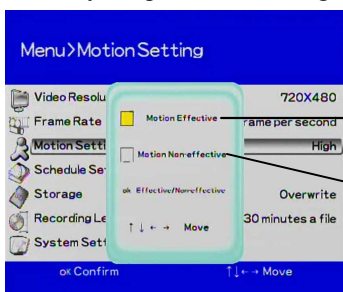 Menu>Motion Setting
Video Resolu 720X480
Motion Effective
Frame Rate rame per second
Motion Setti High
Motion Non-effective
Schedule Se
ok Effective/Noneffective
Storage Overwrite
Recording Le 30 minutes a file
↑ ↓ ← → Move
System Sett
oK Confirm ↑↓←→ Move